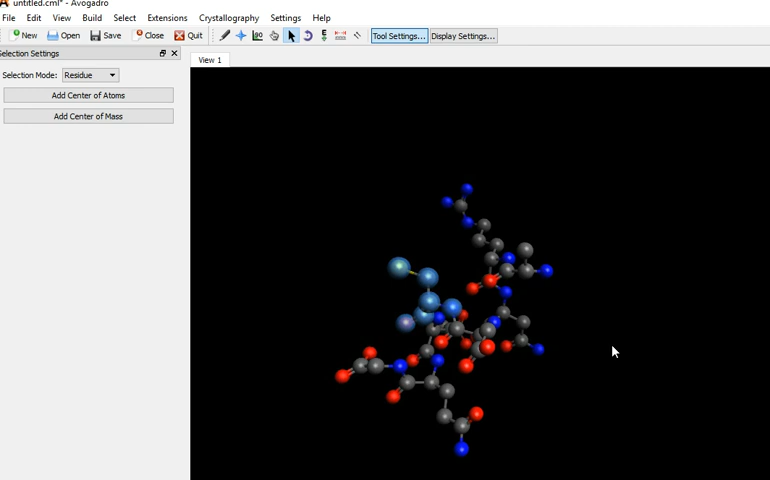 untitled.cml* - Avogadro
File Edit View Build Select Extensions Crystallography Settings Help
New Open Save Close Quit Tool Settings... Display Settings...
Selection Settings
View 1
Selection Mode: Residue
Add Center of Atoms
Add Center of Mass